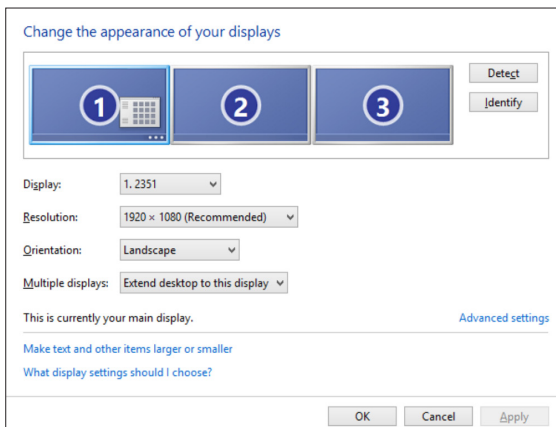 Change the appearance of your displays
1
2
3
Detect
Identify
Display:
1. 2351
Resolution:
1920 × 1080 (Recommended)
Orientation:
Landscape
Multiple displays:
Extend desktop to this display
This is currently your main display.
Advanced settings
Make text and other items larger or smaller
What display settings should I choose?
OK
Cancel
Apply